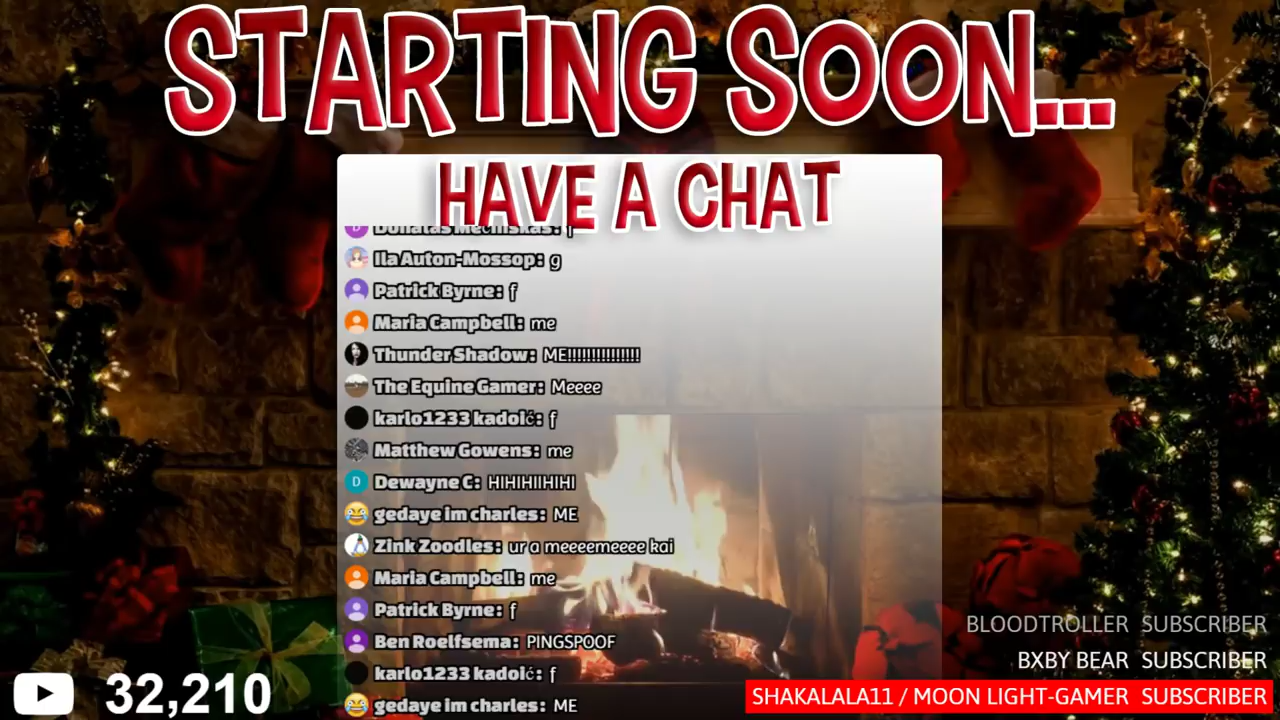 STARTING SOON...
HAVE A CHAT
Ila Auton-Mossop: g
Patrick Byrne: f
Maria Campbell: me
Thunder Shadow: ME!!!!!!!!!!!!!!!
The Equine Gamer: Meeee
karlo1233 kadoić: f
Matthew Gowens: me
D Dewayne C: HIHIHIIHIHI
gedaye im charles: ME
Zink Zoodles: ur a meeeemeeee kai
Maria Campbell: me
Patrick Byrne: f
Ben Roelfsema: PINGSPOOF
karlo1233 kadoić: f
gedaye im charles: ME
BLOODTROLLER SUBSCRIBER
BXBY BEAR SUBSCRIBER
SHAKALALA11 / MOON LIGHT-GAMER SUBSCRIBER
32,210